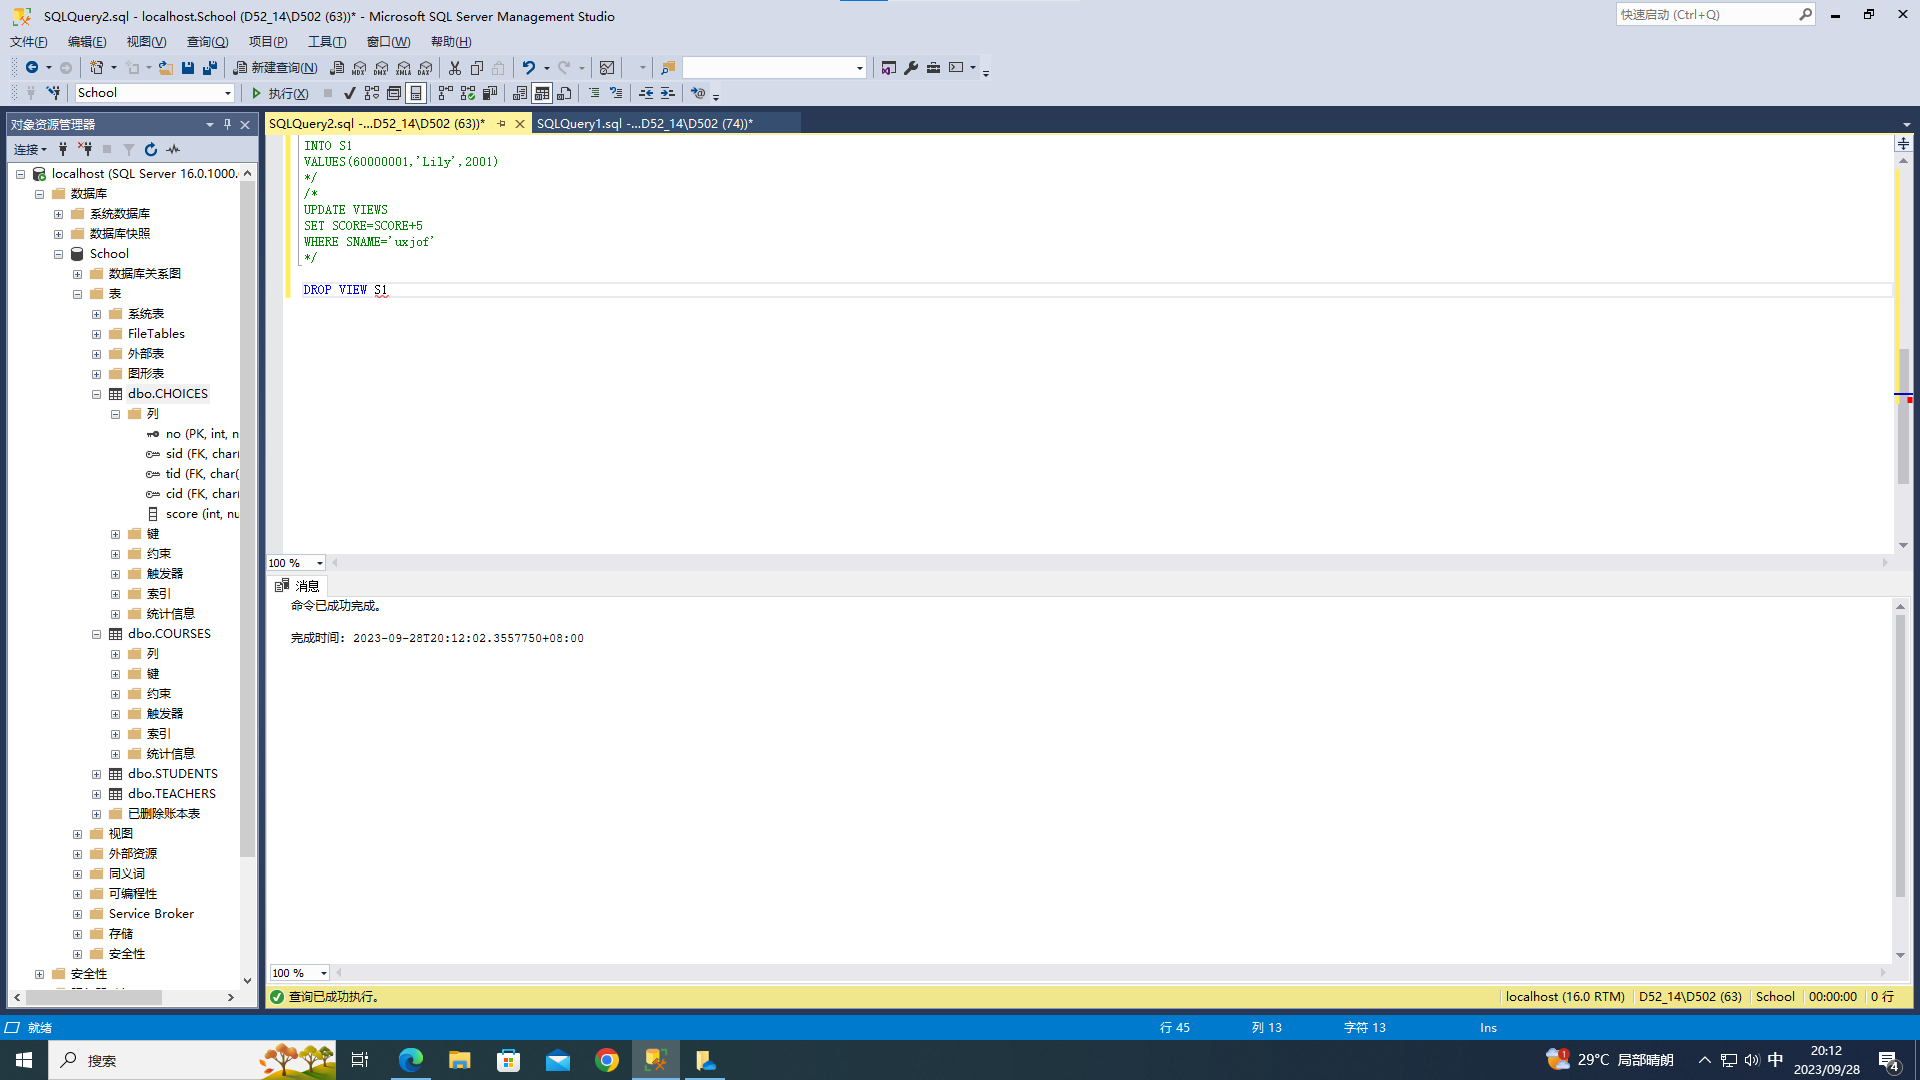 SQLQuery2.sql - localhost.School (D52_14\D502 (63))* - Microsoft SQL Server Management Studio
快速启动 (Ctrl+Q)
文件(F) 编辑(E) 视图(V) 查询(Q) 项目(P) 工具(T) 窗口(W) 帮助(H)
新建查询(N)
MDX DMX XMLA DAX
School
执行(X)
对象资源管理器
SQLQuery2.sql -...D52_14\D502 (63))*
SQLQuery1.sql -...D52_14\D502 (74))*
连接
localhost (SQL Server 16.0.1000.
数据库
系统数据库
数据库快照
School
数据库关系图
表
系统表
FileTables
外部表
图形表
dbo.CHOICES
列
no (PK, int, n
sid (FK, char(
tid (FK, char(
cid (FK, char(
score (int, nu
键
约束
触发器
索引
统计信息
dbo.COURSES
列
键
约束
触发器
索引
统计信息
dbo.STUDENTS
dbo.TEACHERS
已删除账本表
视图
外部资源
同义词
可编程性
Service Broker
存储
安全性
安全性
INTO S1
VALUES(60000001,'Lily',2001)
*/
/*
UPDATE VIEWS
SET SCORE=SCORE+5
WHERE SNAME='uxjof'
*/
DROP VIEW S1
100 %
消息
命令已成功完成。
完成时间: 2023-09-28T20:12:02.3557750+08:00
100 %
查询已成功执行。
localhost (16.0 RTM) D52_14\D502 (63) School 00:00:00 0 行
就绪
行 45 列 13 字符 13 Ins
搜索
1
29°C 局部晴朗
中
20:12
2023/09/28
4